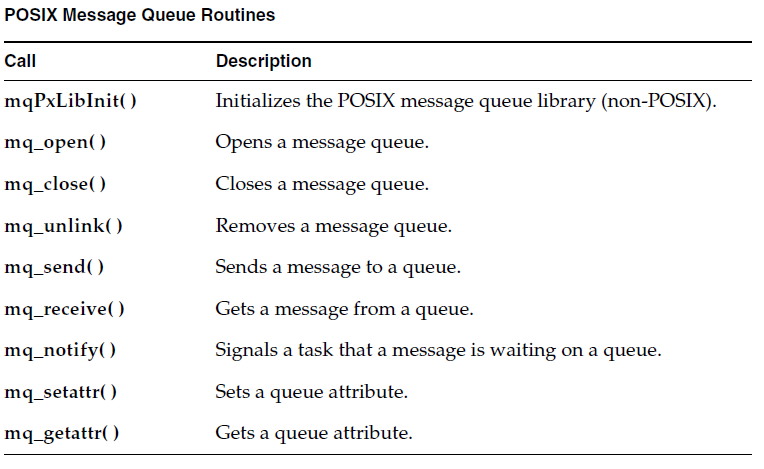 POSIX Message Queue Routines
Call Description
mqPxLibInit( ) Initializes the POSIX message queue library (non-POSIX).
mq_open( ) Opens a message queue.
mq_close( ) Closes a message queue.
mq_unlink( ) Removes a message queue.
mq_send( ) Sends a message to a queue.
mq_receive( ) Gets a message from a queue.
mq_notify( ) Signals a task that a message is waiting on a queue.
mq_setattr( ) Sets a queue attribute.
mq_getattr( ) Gets a queue attribute.